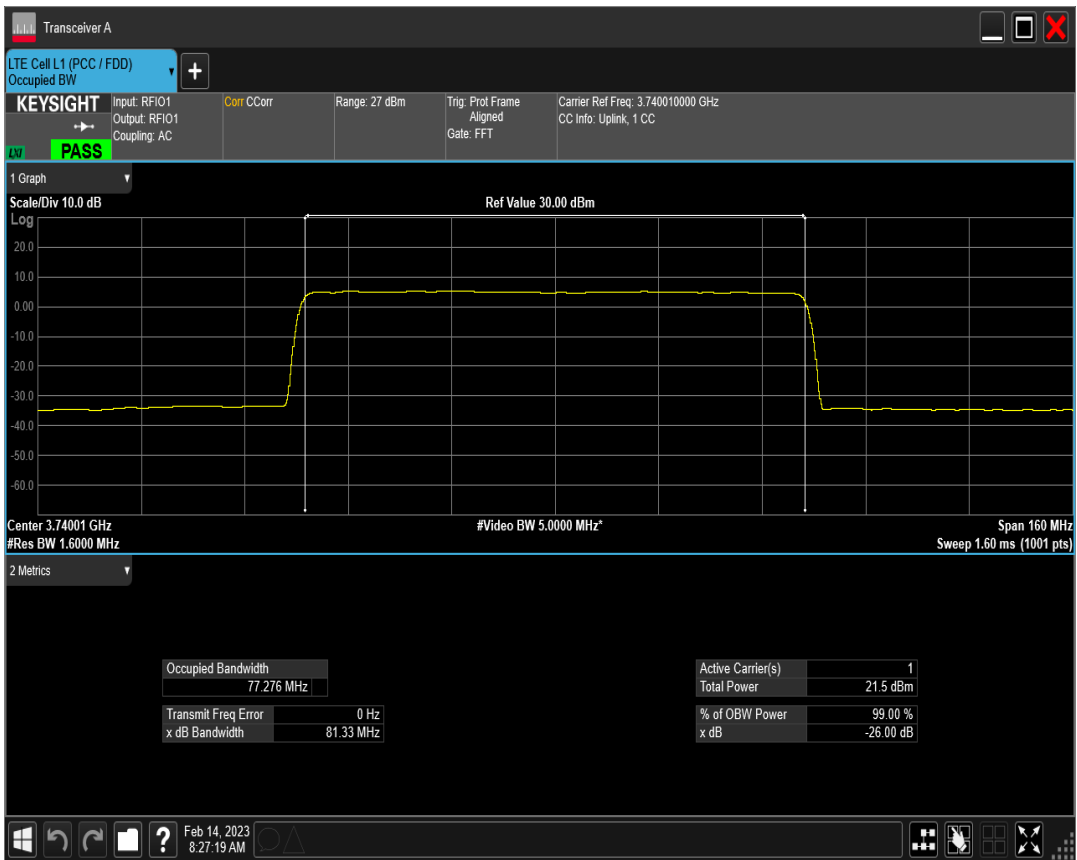 Transceiver A
LTE Cell L1 (PCC / FDD)
Occupied BW
KEYSIGHT
LXI
PASS
Input: RFIO1
Output: RFIO1
Coupling: AC
Corr CCorr
Range: 27 dBm
Trig: Prot Frame
Aligned
Gate: FFT
Carrier Ref Freq: 3.740010000 GHz
CC Info: Uplink, 1 CC
1 Graph
Scale/Div 10.0 dB
Ref Value 30.00 dBm
Log
20.0
10.0
0.00
-10.0
-20.0
-30.0
-40.0
-50.0
-60.0
Center 3.74001 GHz
#Video BW 5.0000 MHz*
Span 160 MHz
#Res BW 1.6000 MHz
Sweep 1.60 ms (1001 pts)
2 Metrics
Occupied Bandwidth
77.276 MHz
Transmit Freq Error 0 Hz
x dB Bandwidth 81.33 MHz
Active Carrier(s) 1
Total Power 21.5 dBm
% of OBW Power 99.00 %
x dB -26.00 dB
?
Feb 14, 2023
8:27:19 AM